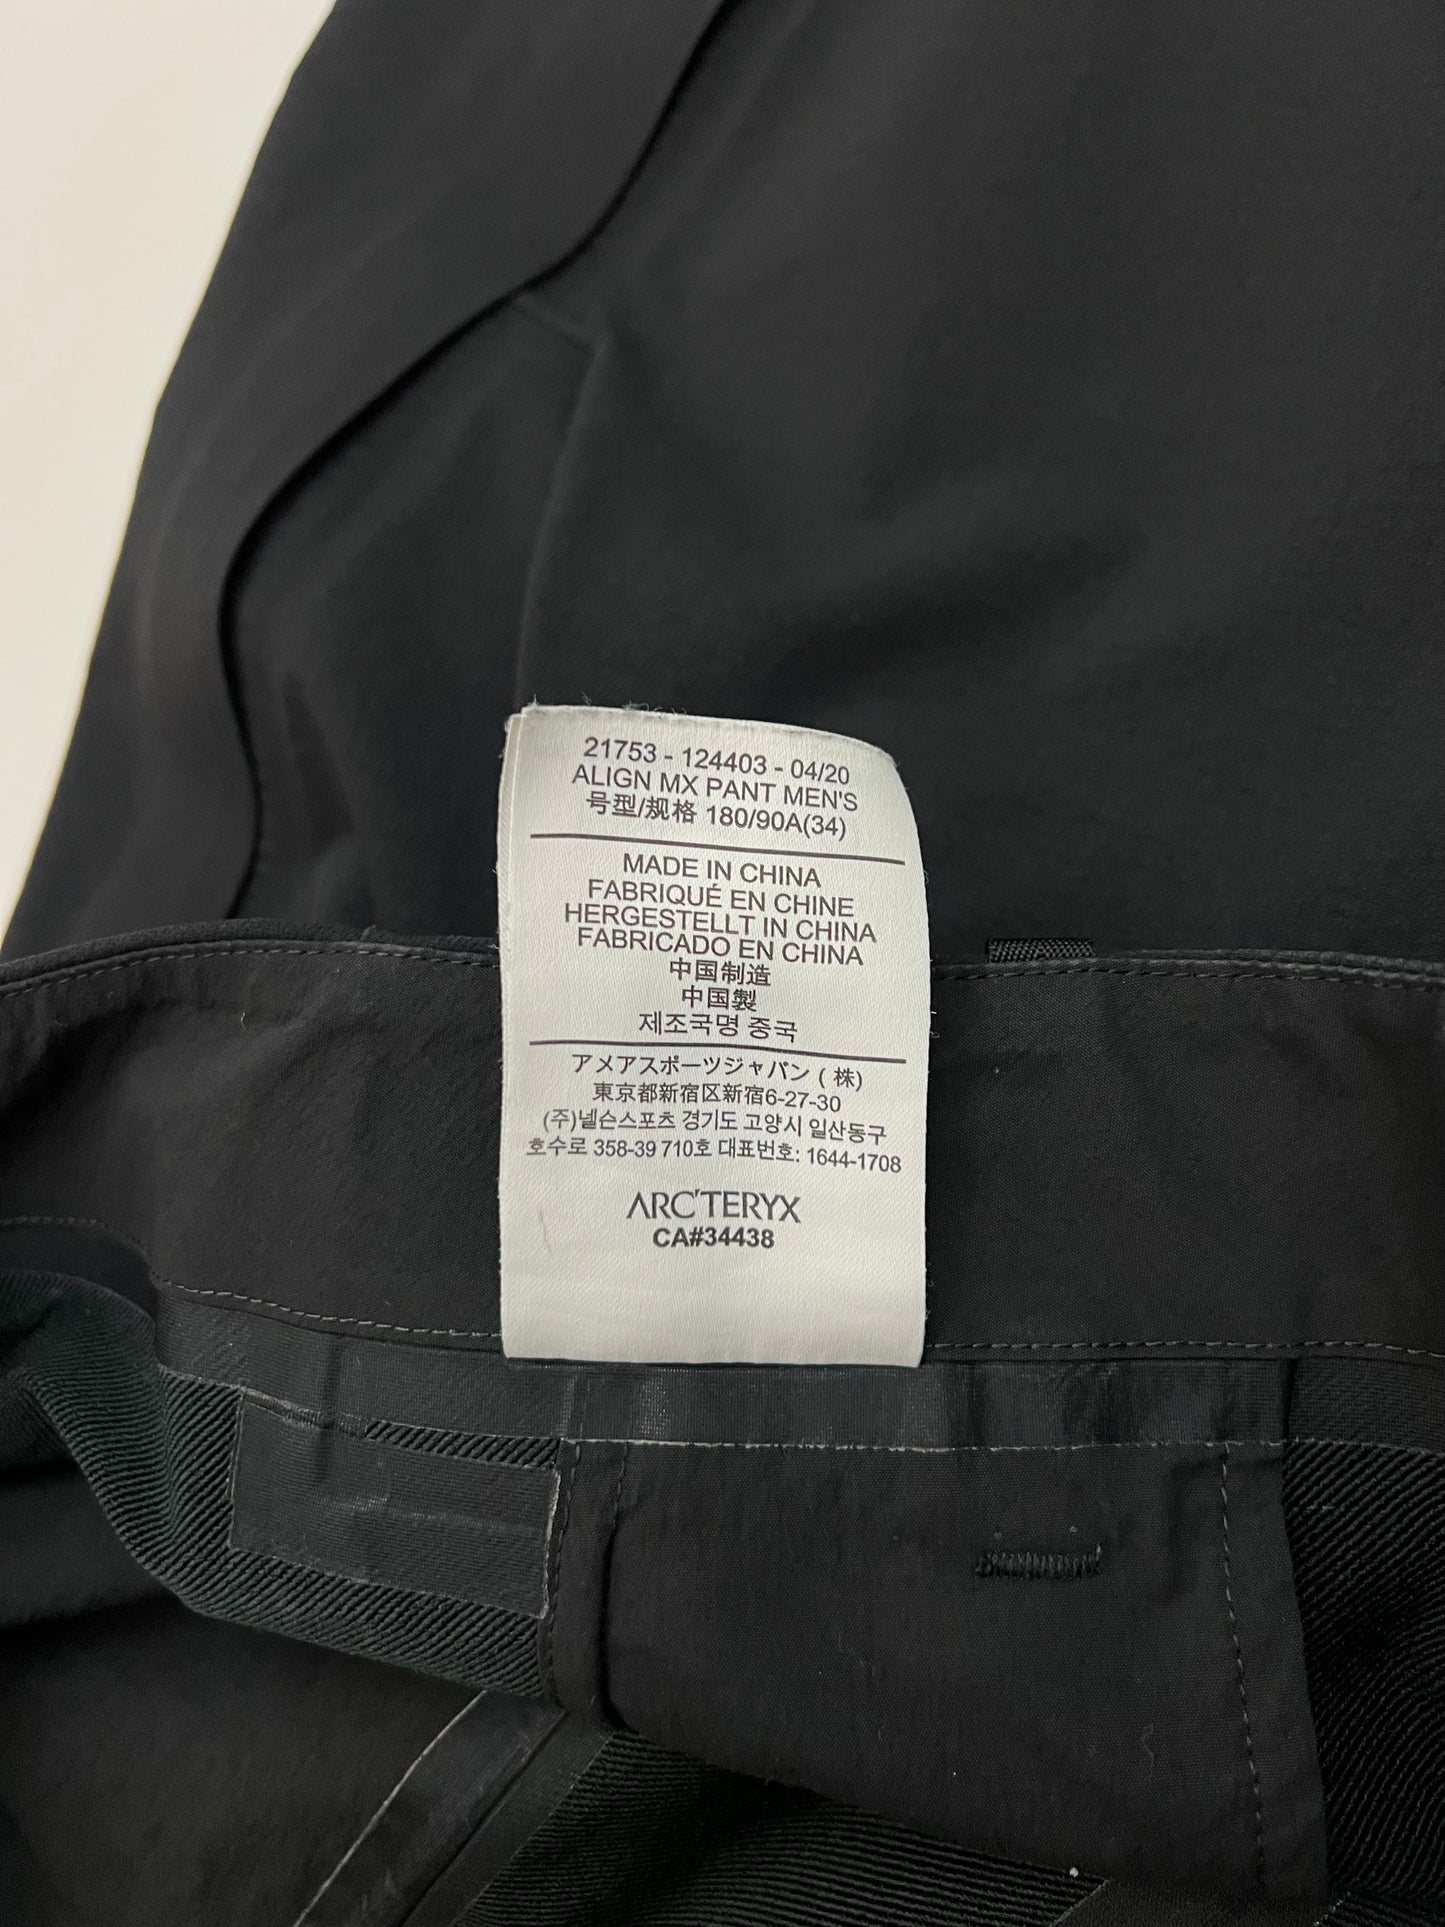 21753 - 124403 - 04/20
ALIGN MX PANT MEN'S
号型/规格 180/90A(34)
MADE IN CHINA
FABRIQUÉ EN CHINE
HERGESTELLT IN CHINA
FABRICADO EN CHINA
中国制造
中国製
제조국명 중국
アメアスポーツジャパン (株)
東京都新宿区新宿6-27-30
(주)넬슨스포츠 경기도 고양시 일산동구
호수로 358-39 710호 대표번호: 1644-1708
ARC'TERYX
CA#34438